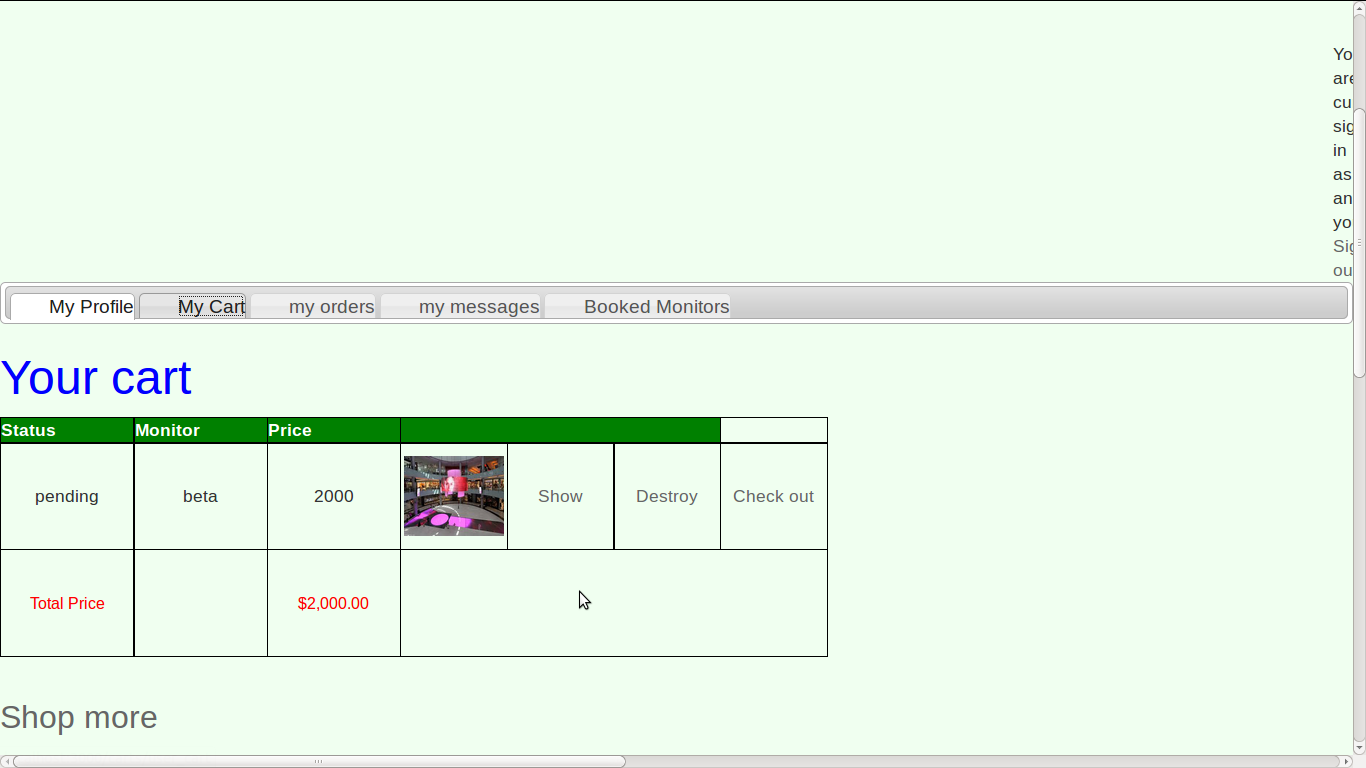 Yo
are
cu
sig
in
as
an
yo
Sig
ou
My Profile My Cart my orders my messages Booked Monitors
Your cart
Status Monitor Price
pending beta 2000 Show Destroy Check out
Total Price $2,000.00
Shop more